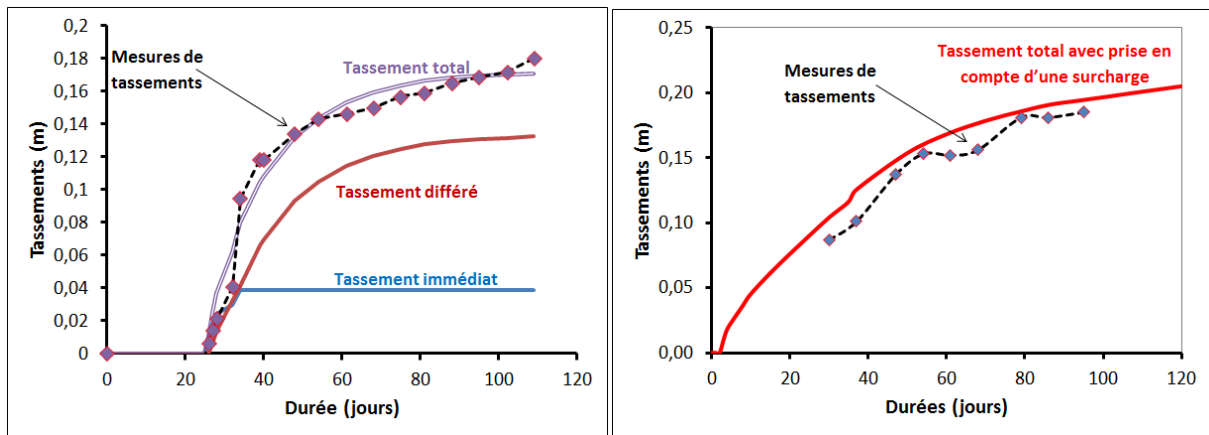 0,2
0,18
0,16
0,14
0,12
0,1
0,08
0,06
0,04
0,02
0
Tassements (m)
Mesures de
tassements
Tassement total
Tassement différé
Tassement immédiat
0 20 40 60 80 100 120
Durée (jours)
0,25
0,20
0,15
0,10
0,05
0,00
Tassements (m)
Tassement total avec prise en
compte d’une surcharge
Mesures de
tassements
0 20 40 60 80 100 120
Durées (jours)